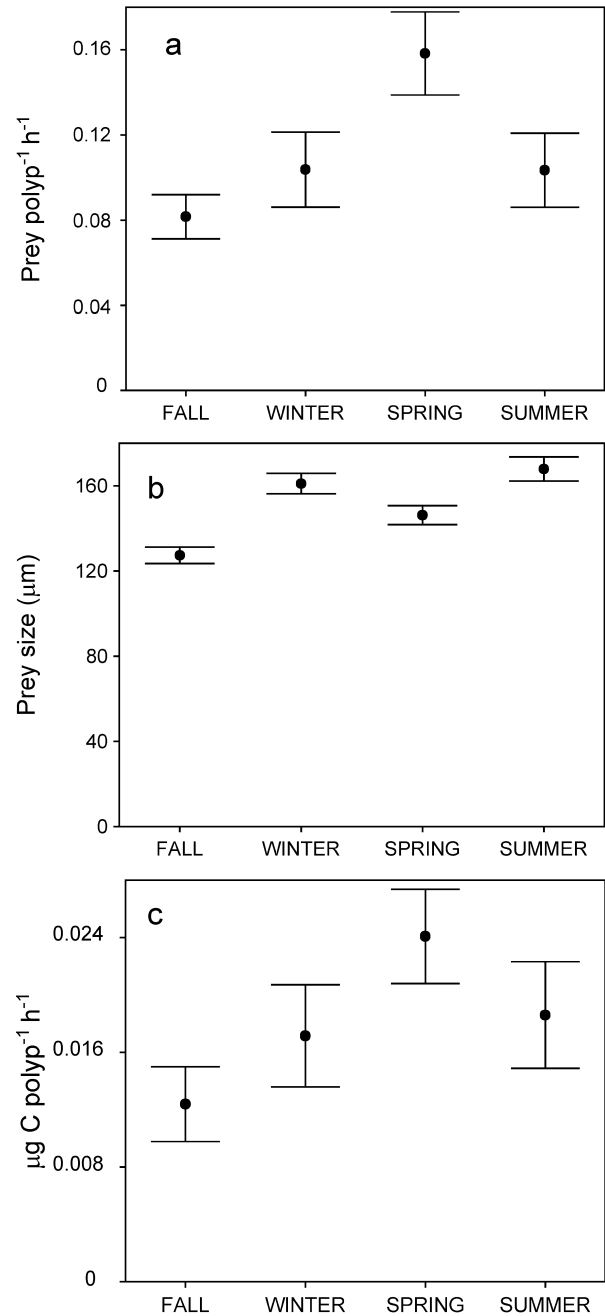 a
Prey polyp⁻¹ h⁻¹
0.16
0.12
0.08
0.04
0
FALL WINTER SPRING SUMMER
b
Prey size (μm)
160
120
80
40
0
FALL WINTER SPRING SUMMER
c
μg C polyp⁻¹ h⁻¹
0.024
0.016
0.008
0
FALL WINTER SPRING SUMMER